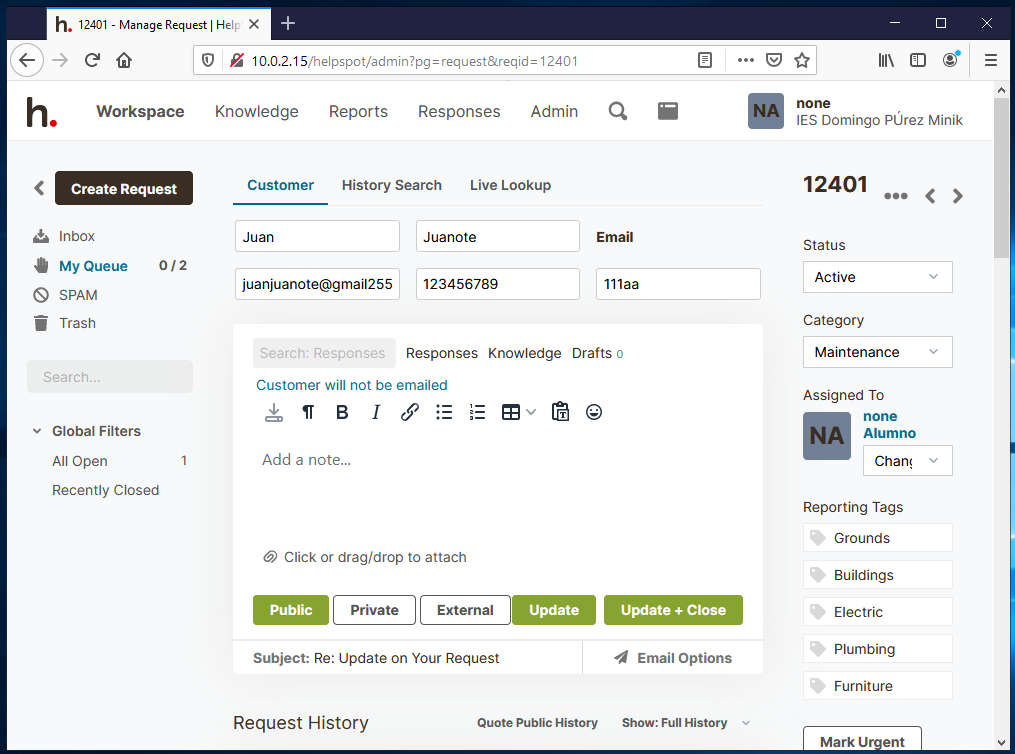 12401 - Manage Request | Help
10.0.2.15/helpspot/admin?pg=request&reqid=12401
h.
Workspace
Knowledge
Reports
Responses
Admin
NA
none
IES Domingo PÚrez Minik
Create Request
Inbox
My Queue 0 / 2
SPAM
Trash
Search...
Global Filters
All Open 1
Recently Closed
Customer
History Search
Live Lookup
Juan
Juanote
Email
juanjuanote@gmail255
123456789
111aa
Search: Responses
Responses
Knowledge
Drafts 0
Customer will not be emailed
Add a note...
Click or drag/drop to attach
Public
Private
External
Update
Update + Close
Subject: Re: Update on Your Request
Email Options
Request History
Quote Public History
Show: Full History
12401
Status
Active
Category
Maintenance
Assigned To
NA
none
Alumno
Chang
Reporting Tags
Grounds
Buildings
Electric
Plumbing
Furniture
Mark Urgent